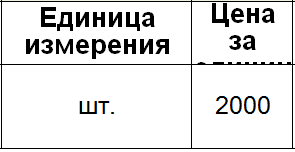 Единица
измерения
Цена
за
шт.
2000